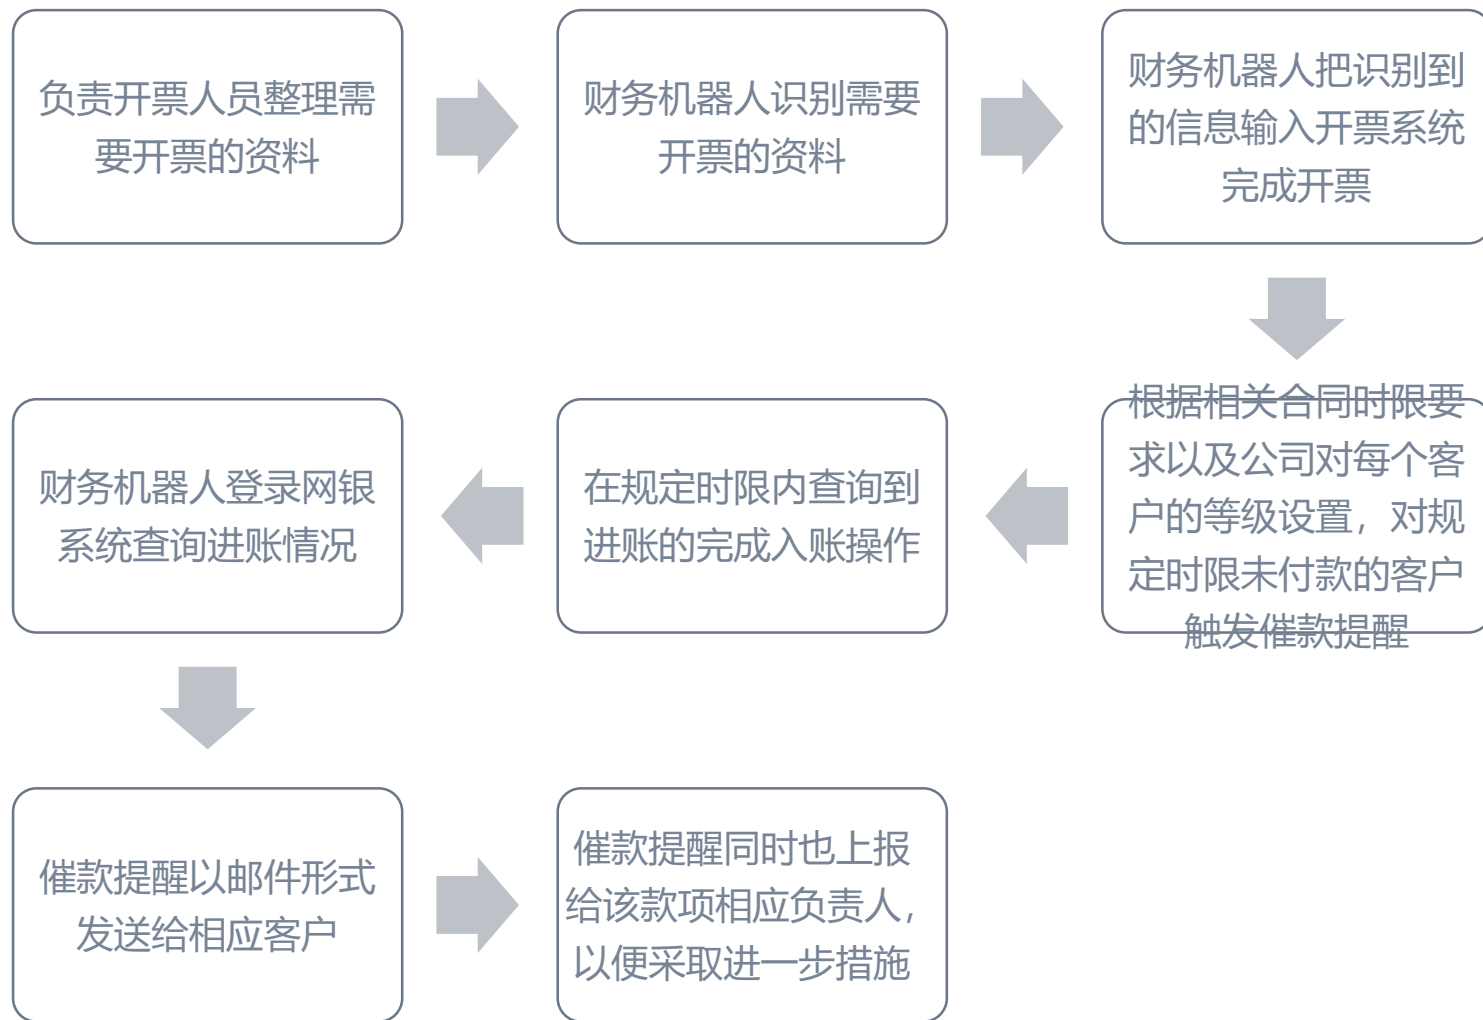 负责开票人员整理需
要开票的资料
财务机器人识别需要
开票的资料
财务机器人把识别到
的信息输入开票系统
完成开票
根据相关合同时限要
求以及公司对每个客
户的等级设置，对规
定时限未付款的客户
触发催款提醒
在规定时限内查询到
进账的完成入账操作
财务机器人登录网银
系统查询进账情况
催款提醒以邮件形式
发送给相应客户
催款提醒同时也上报
给该款项相应负责人，
以便采取进一步措施